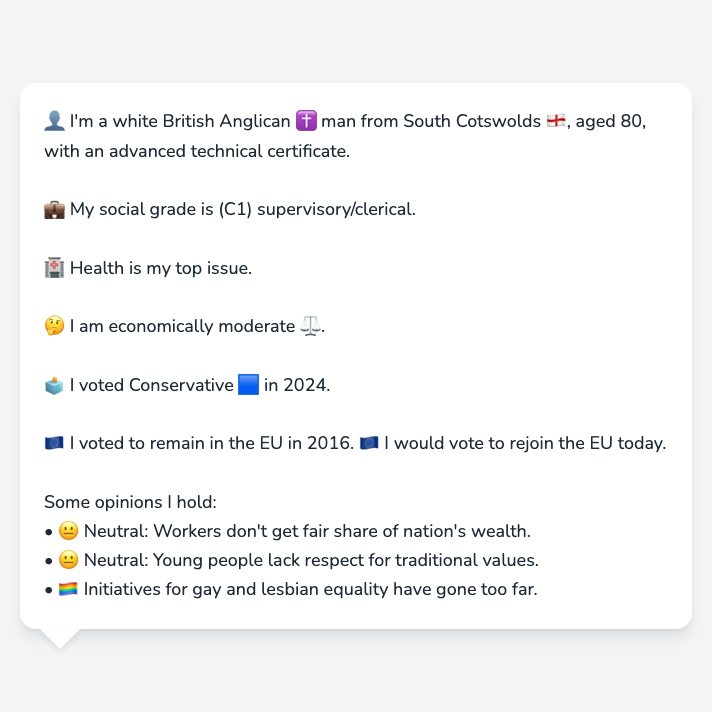 👤 I'm a white British Anglican ✝️ man from South Cotswolds 🏴󠁧󠁢󠁥󠁮󠁧󠁿, aged 80,
with an advanced technical certificate.
💼 My social grade is (C1) supervisory/clerical.
🏥 Health is my top issue.
🤔 I am economically moderate ⚖️.
🗳️ I voted Conservative 🟦 in 2024.
🇪🇺 I voted to remain in the EU in 2016. 🇪🇺 I would vote to rejoin the EU today.
Some opinions I hold:
• 😐 Neutral: Workers don't get fair share of nation's wealth.
• 😐 Neutral: Young people lack respect for traditional values.
• 🏳️‍🌈 Initiatives for gay and lesbian equality have gone too far.